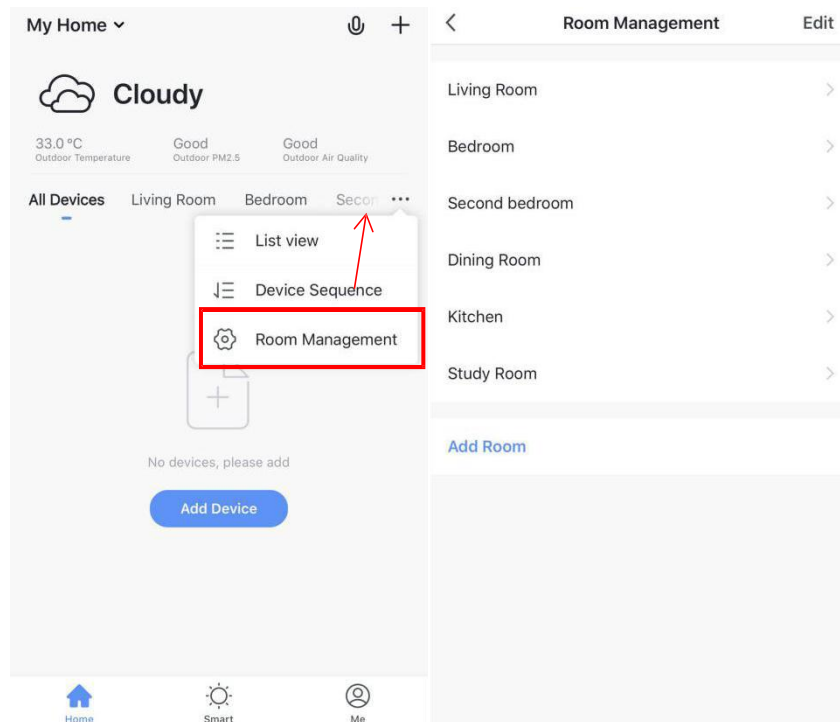 My Home
Cloudy
33.0 °C Good Good
Outdoor Temperature Outdoor PM2.5 Outdoor Air Quality
All Devices Living Room Bedroom Secon
List view
Device Sequence
Room Management
No devices, please add
Add Device
Home Smart Me
Room Management Edit
Living Room
Bedroom
Second bedroom
Dining Room
Kitchen
Study Room
Add Room